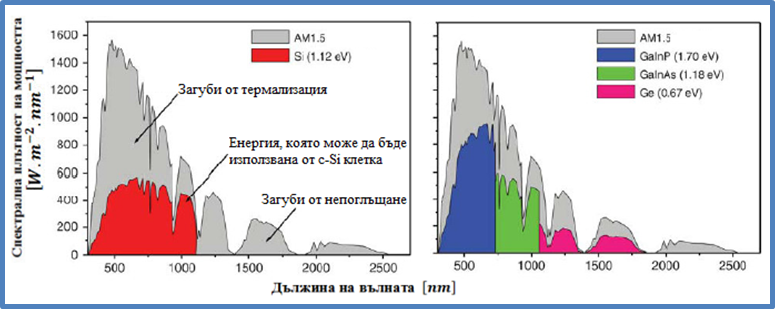 Спектрална плътност на мощността
[W.m⁻².nm⁻¹]
1600
1400
1200
1000
800
600
400
200
0
AM1.5
Si (1.12 eV)
Загуби от термализация
Енергия, която може да бъде
използвана от c-Si клетка
Загуби от непоглъщане
500
1000
1500
2000
2500
AM1.5
GaInP (1.70 eV)
GaInAs (1.18 eV)
Ge (0.67 eV)
500
1000
1500
2000
2500
Дължина на вълната [nm]